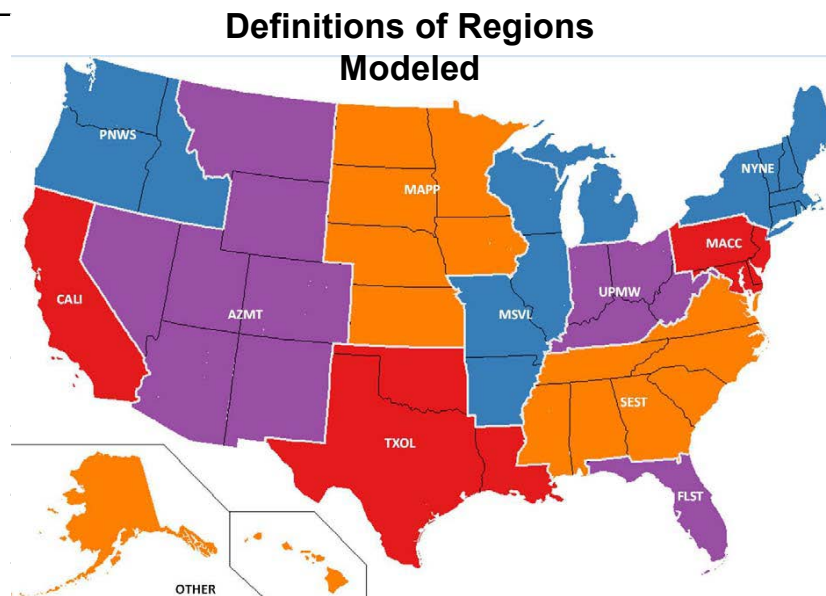 Definitions of Regions
Modeled
PNWS
NYNE
MAPP
MACC
CALI
AZMT
MSVL
UPMW
SEST
TXOL
FLST
OTHER